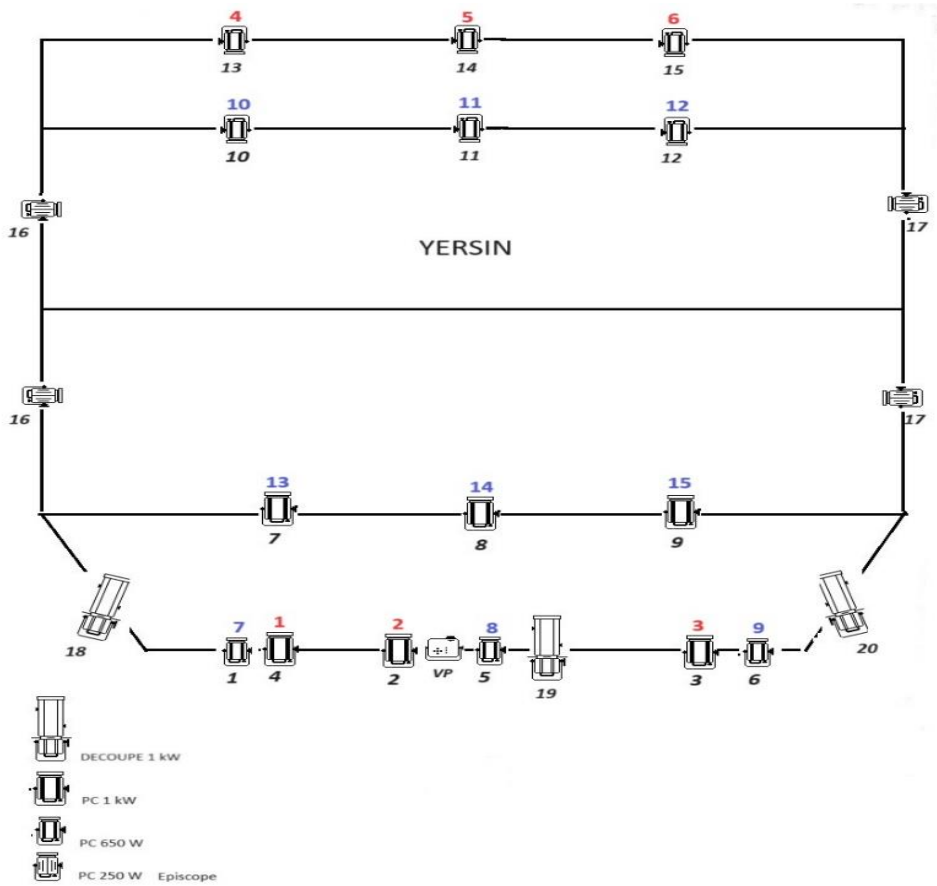 4 5 6
13 14 15
10 11 12
10 11 12
16 17
YERSIN
16 17
13 14 15
7 8 9
7 1 2 8 3 9
18 1 4 2 VP 5 19 3 6 20
DECOUPE 1 kW
PC 1 kW
PC 650 W
PC 250 W Episcope